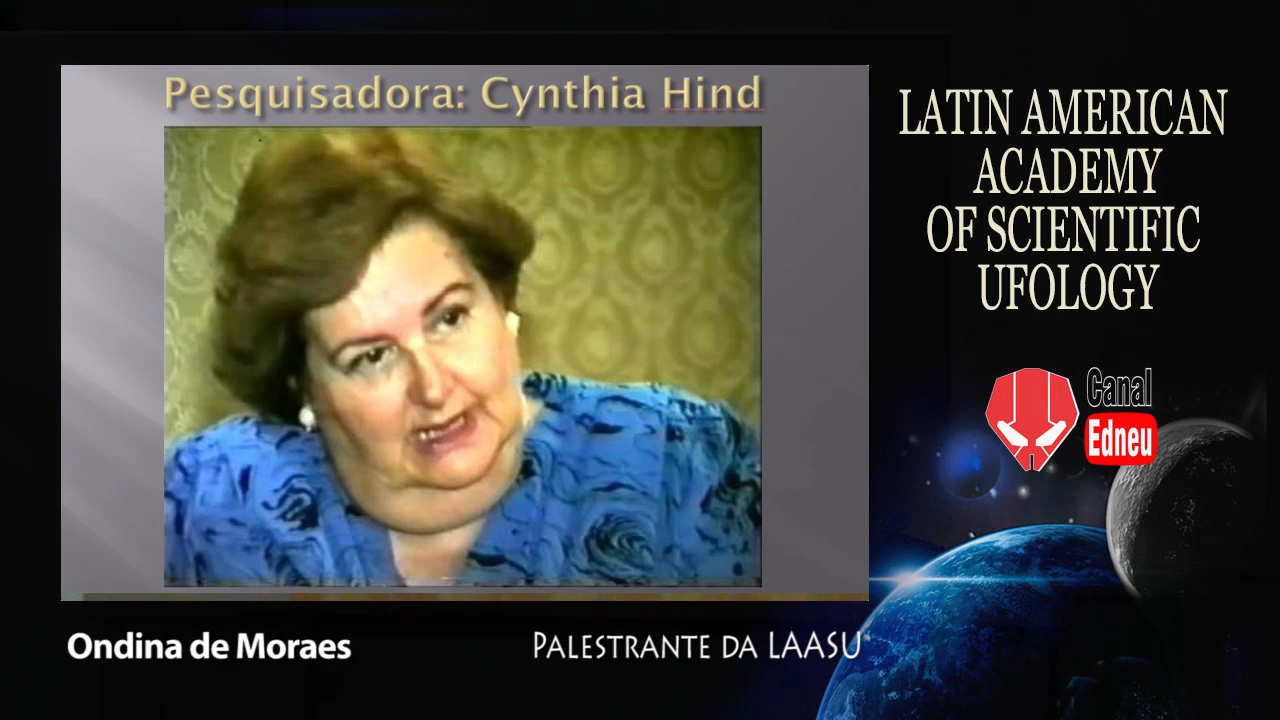 Pesquisadora: Cynthia Hind
LATIN AMERICAN
ACADEMY
OF SCIENTIFIC
UFOLOGY
Canal
Edneu
Ondina de Moraes
PALESTRANTE DA LAASU